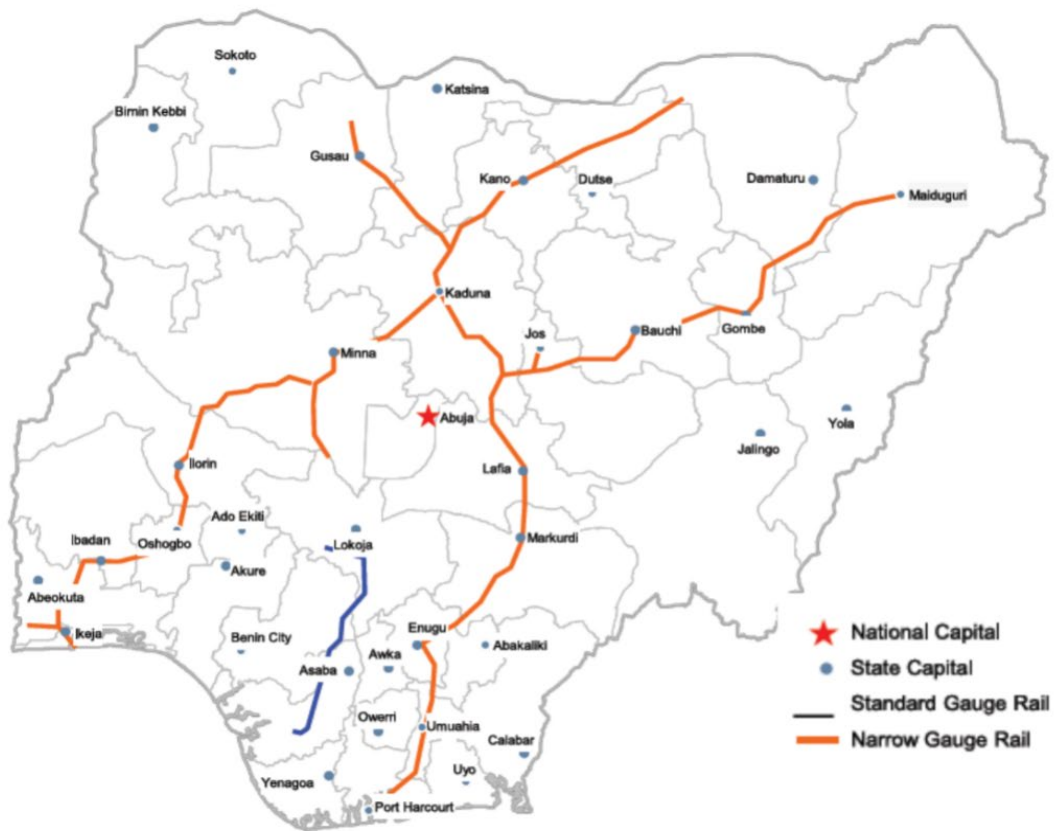 Sokoto
Katsina
Birnin Kebbi
Gusau
Kano
Dutse
Damaturu
Maiduguri
Kaduna
Jos
Bauchi
Gombe
Minna
Abuja
Yola
Jalingo
Ilorin
Lafia
Ado Ekiti
Ibadan
Oshogbo
Lokoja
Markurdi
Akure
Abeokuta
Ikeja
Benin City
Enugu
Abakaliki
Awka
Asaba
Owerri
Umuahia
Calabar
Uyo
Yenagoa
Port Harcourt
National Capital
State Capital
Standard Gauge Rail
Narrow Gauge Rail